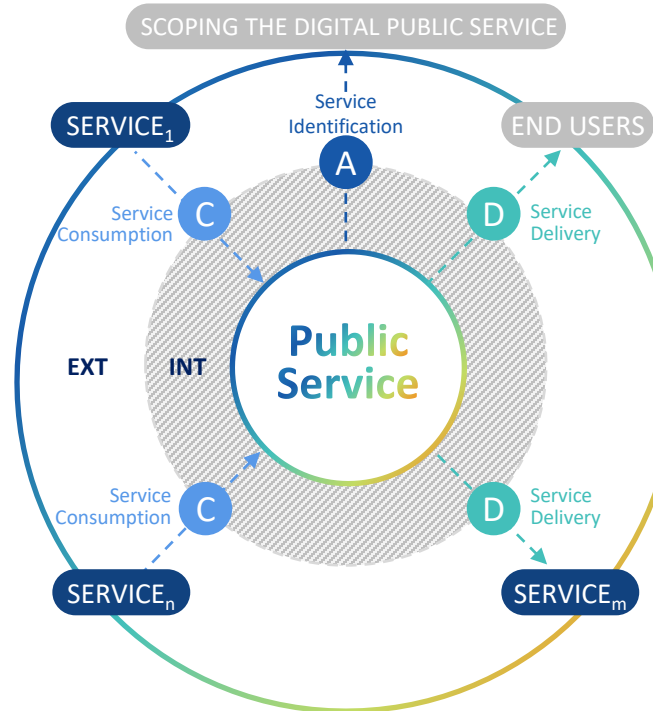 SCOPING THE DIGITAL PUBLIC SERVICE
Service
Identification
SERVICE₁
END USERS
A
Service
Consumption
C
D
Service
Delivery
Public
Service
EXT
INT
Service
Consumption
C
D
Service
Delivery
SERVICEₙ
SERVICEₘ